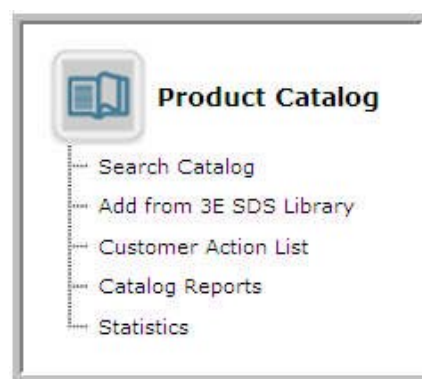 Product Catalog
Search Catalog
Add from 3E SDS Library
Customer Action List
Catalog Reports
Statistics